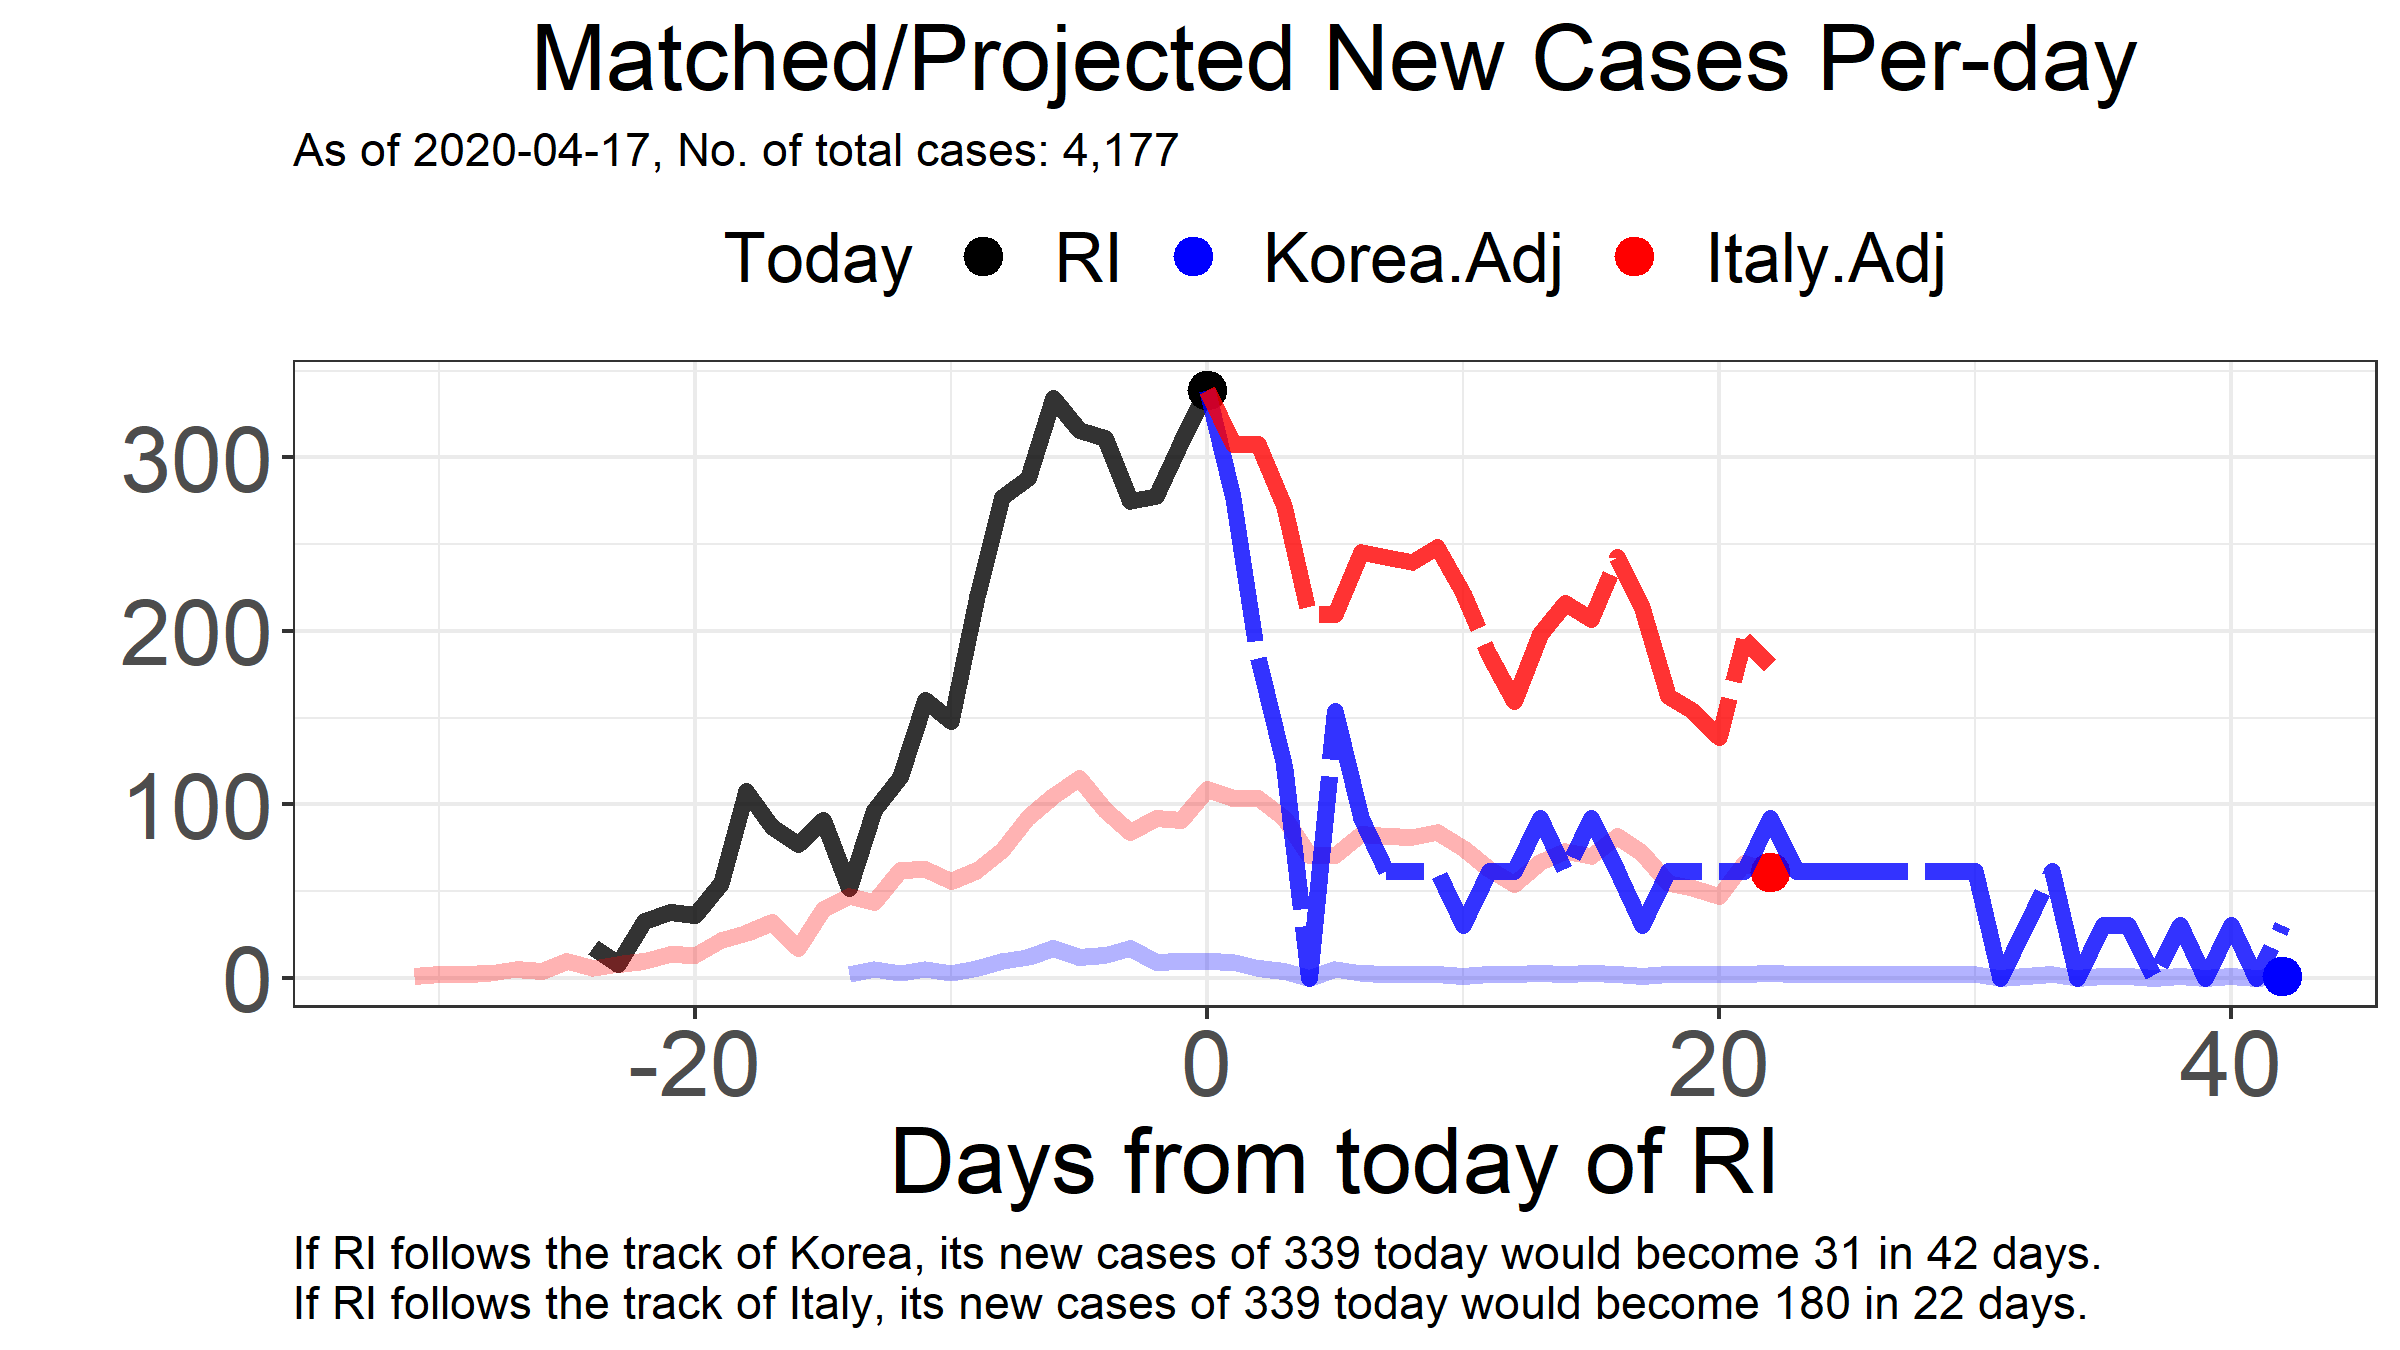 Matched/Projected New Cases Per-day
As of 2020-04-17, No. of total cases: 4,177
Today RI Korea.Adj Italy.Adj
300
200
100
0
-20 0 20 40
Days from today of RI
If RI follows the track of Korea, its new cases of 339 today would become 31 in 42 days.
If RI follows the track of Italy, its new cases of 339 today would become 180 in 22 days.